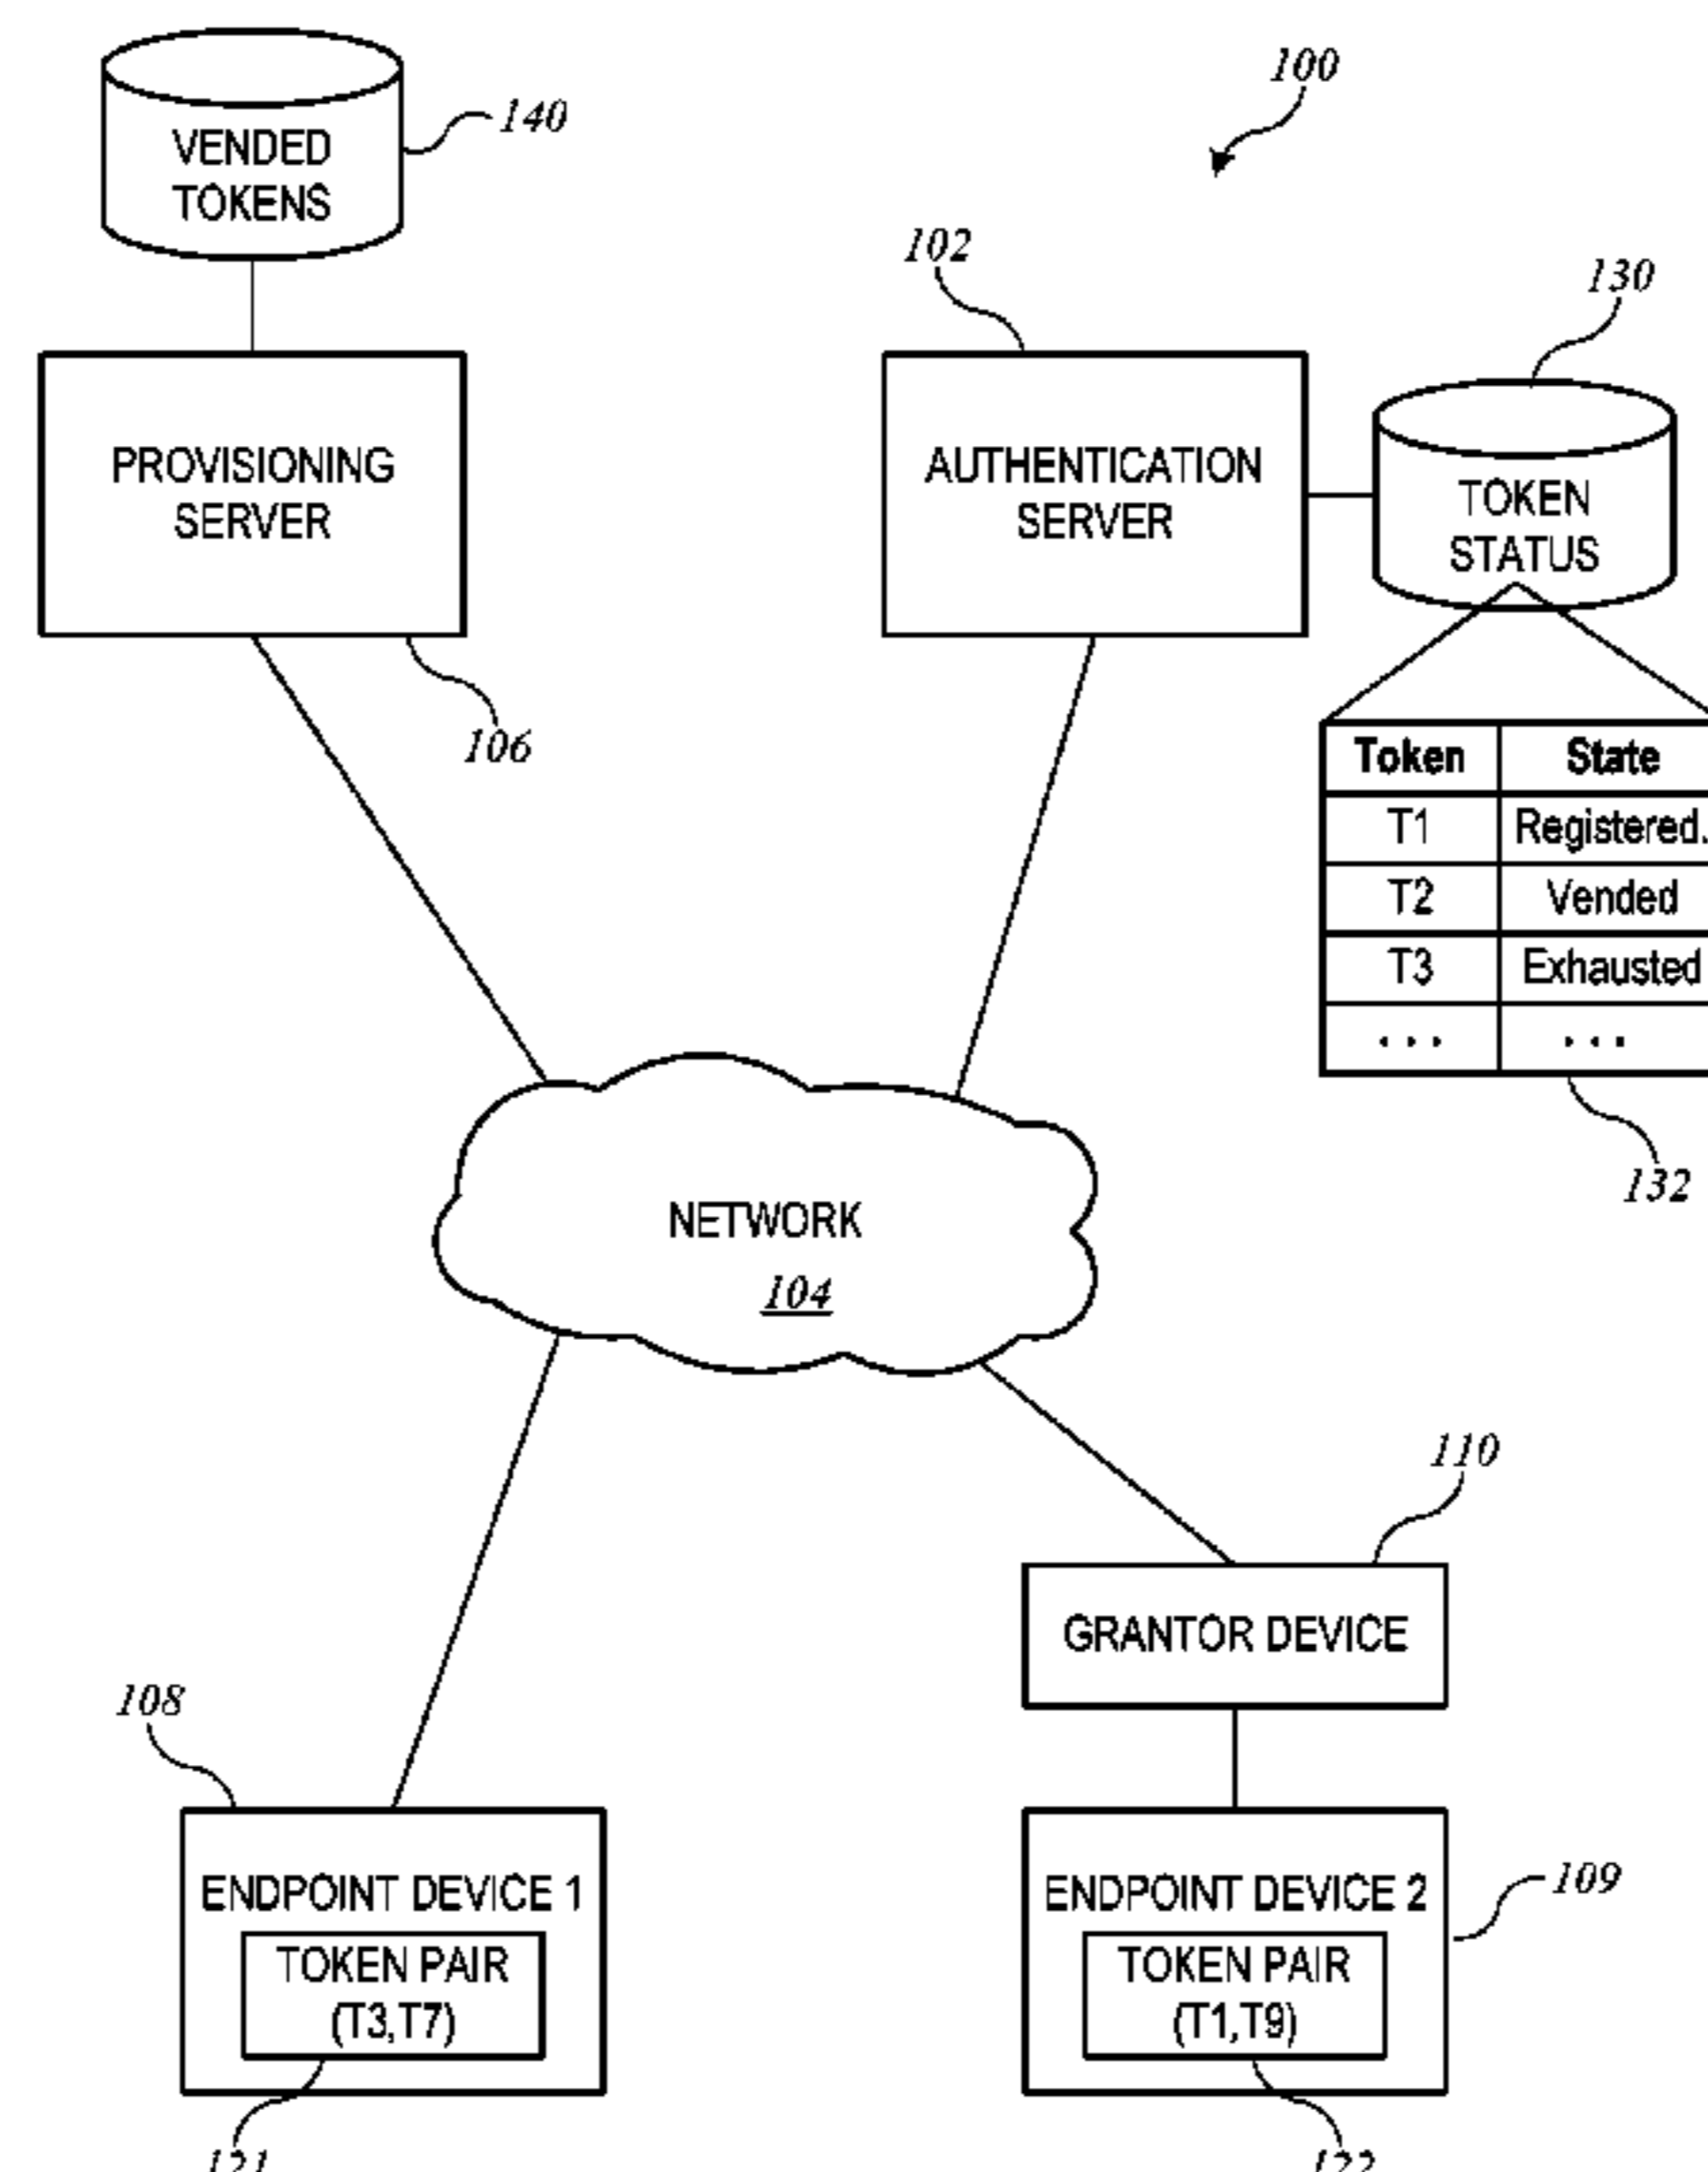 100
140
VENDED
TOKENS
102
130
PROVISIONING
SERVER
AUTHENTICATION
SERVER
TOKEN
STATUS
106
Token State
T1 Registered.
T2 Vended
T3 Exhausted
... ...
132
NETWORK
104
110
GRANTOR DEVICE
108
ENDPOINT DEVICE 1
TOKEN PAIR
(T3,T7)
121
ENDPOINT DEVICE 2
109
TOKEN PAIR
(T1,T9)
122